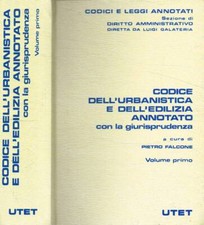 CODICE DELL'URBANISTICA
E DELL'EDILIZIA ANNOTATO
con la giurisprudenza
Volume primo
UTET
CODICI E LEGGI ANNOTATI
Sezione di
DIRITTO AMMINISTRATIVO
DIRETTA DA LUIGI GALATERIA
CODICE
DELL'URBANISTICA
E DELL'EDILIZIA
ANNOTATO
con la giurisprudenza
a cura di
PIETRO FALCONE
Volume primo
UTET